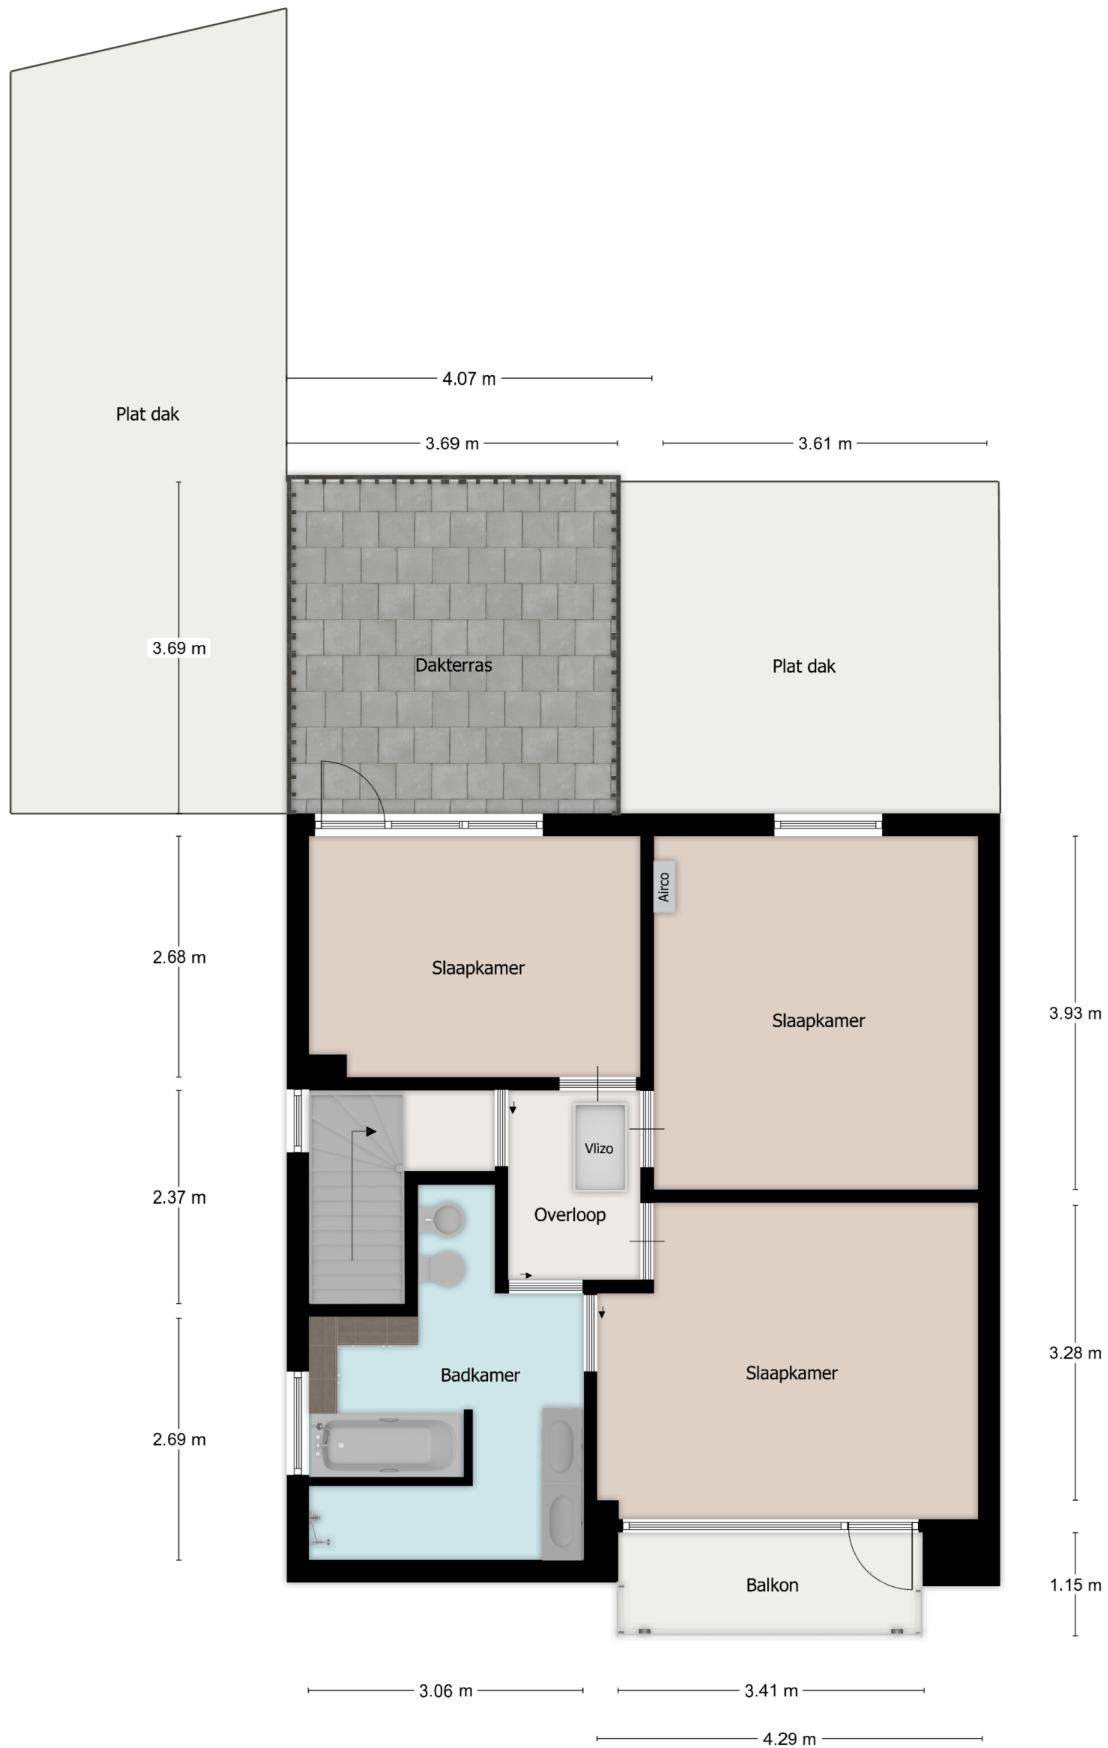 4.07 m
Plat dak
3.69 m
3.61 m
3.69 m
Dakterras
Plat dak
Airco
2.68 m
Slaapkamer
3.93 m
Slaapkamer
Vlizo
2.37 m
Overloop
3.28 m
Badkamer
Slaapkamer
2.69 m
Balkon
1.15 m
3.06 m
3.41 m
4.29 m